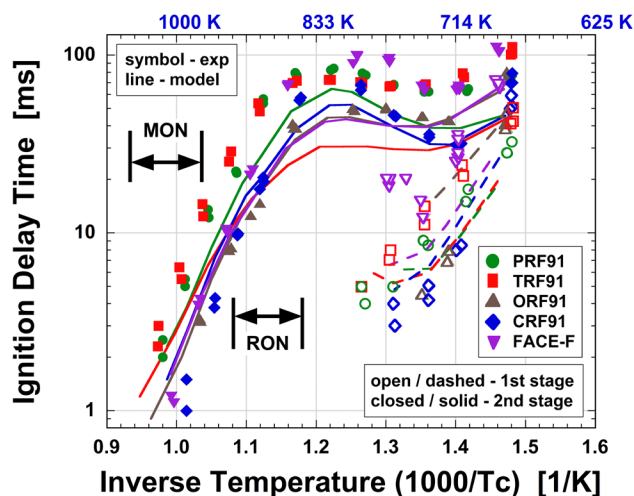 1000 K 833 K 714 K 625 K
100
10
1
Ignition Delay Time [ms]
symbol - exp
line - model
MON
RON
PRF91
TRF91
ORF91
CRF91
FACE-F
open / dashed - 1st stage
closed / solid - 2nd stage
0.9 1.0 1.1 1.2 1.3 1.4 1.5 1.6
Inverse Temperature (1000/Tc) [1/K]